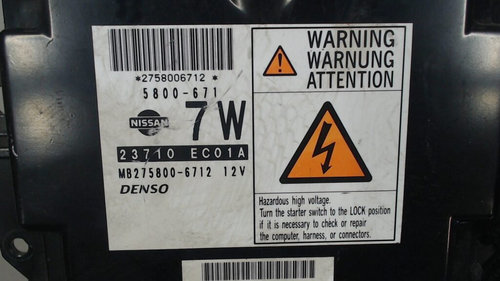 *2758006712*
5800-671
NISSAN 7W
23710 EC01A
MB275800-6712 12V
DENSO
WARNING
WARNUNG
ATTENTION
Hazardous high voltage.
Turn the starter switch to the LOCK position
if it is necessary to check or repair
the computer, harness, or connectors.